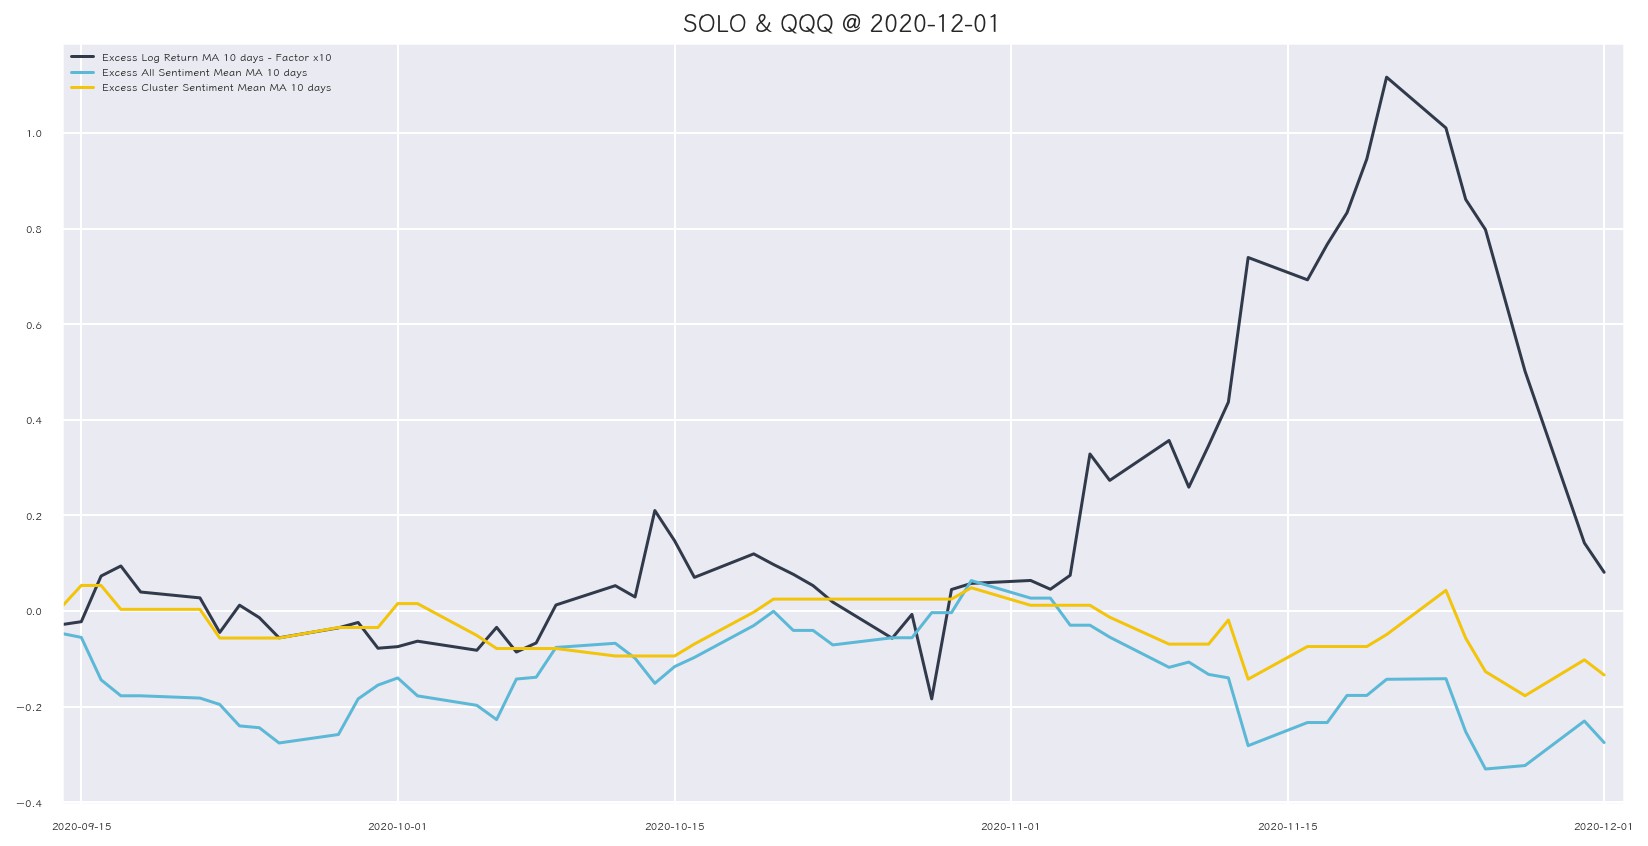 SOLO & QQQ @ 2020-12-01
Excess Log Return MA 10 days - Factor x10
Excess All Sentiment Mean MA 10 days
Excess Cluster Sentiment Mean MA 10 days
1.0
0.8
0.6
0.4
0.2
0.0
−0.2
−0.4
2020-09-15 2020-10-01 2020-10-15 2020-11-01 2020-11-15 2020-12-01